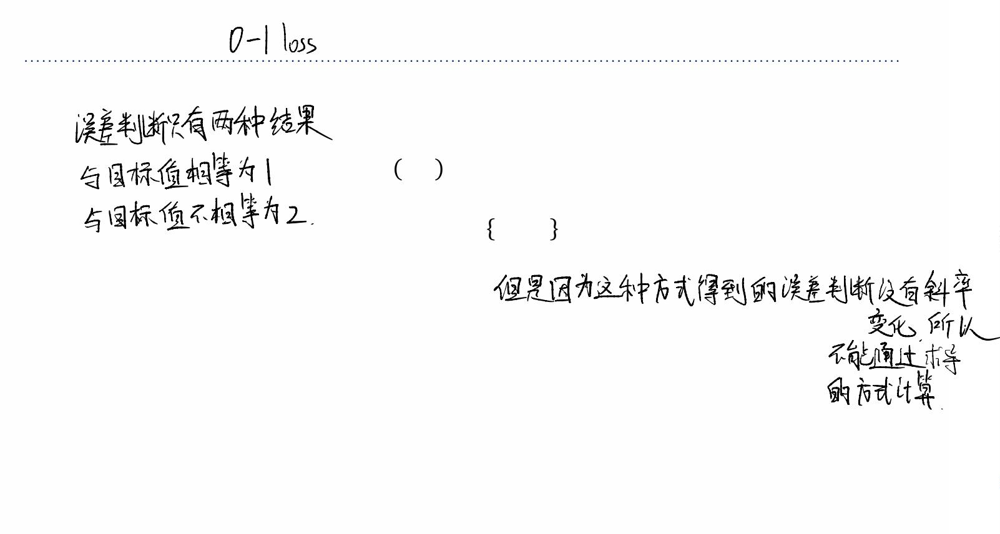 0-1 loss
误差判断只有两种结果
与目标值相等为1
( )
与目标值不相等为2.
{ }
但是因为这种方式得到的误差判断没有斜率
变化.所以
不能通过求导
的方式计算.